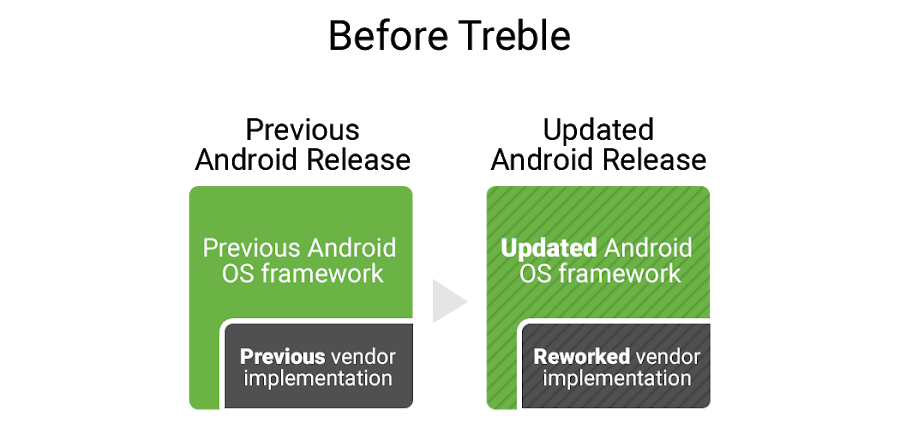 Before Treble
Previous
Android Release
Updated
Android Release
Previous Android
OS framework
Updated Android
OS framework
Previous vendor
implementation
Reworked vendor
implementation